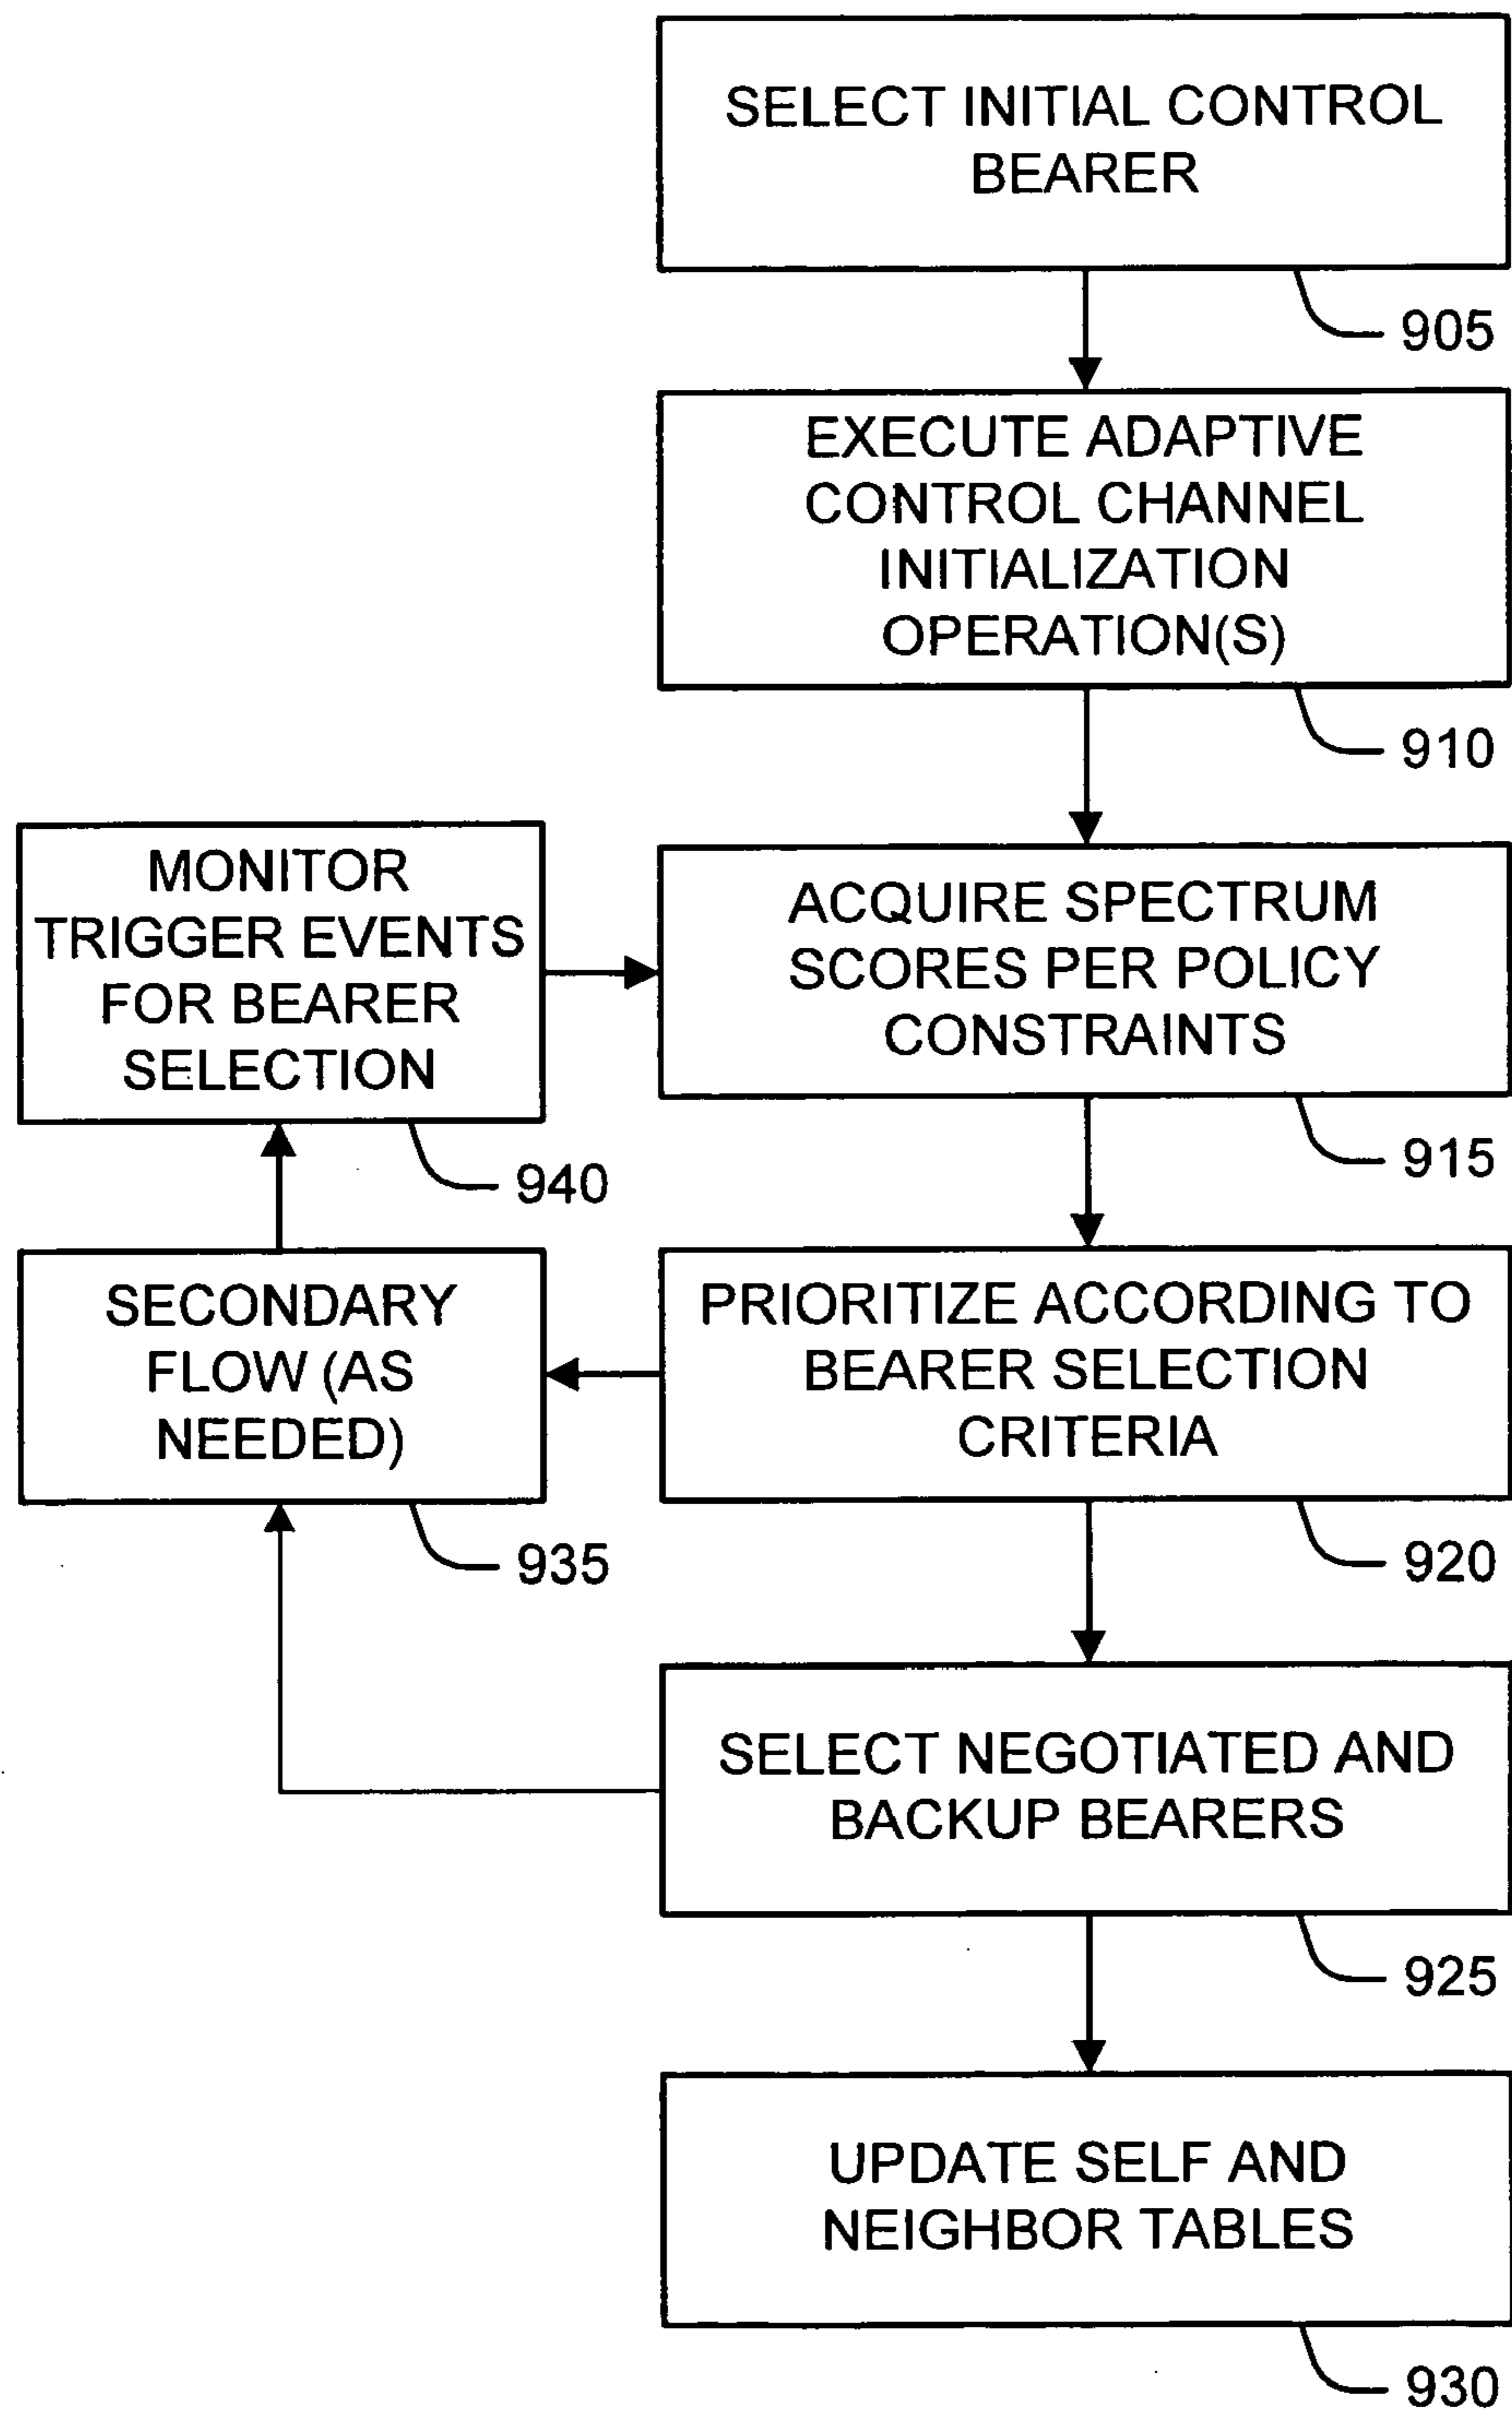 SELECT INITIAL CONTROL
BEARER
905
EXECUTE ADAPTIVE
CONTROL CHANNEL
INITIALIZATION
OPERATION(S)
910
MONITOR
TRIGGER EVENTS
FOR BEARER
SELECTION
940
ACQUIRE SPECTRUM
SCORES PER POLICY
CONSTRAINTS
915
SECONDARY
FLOW (AS
NEEDED)
935
PRIORITIZE ACCORDING TO
BEARER SELECTION
CRITERIA
920
SELECT NEGOTIATED AND
BACKUP BEARERS
925
UPDATE SELF AND
NEIGHBOR TABLES
930